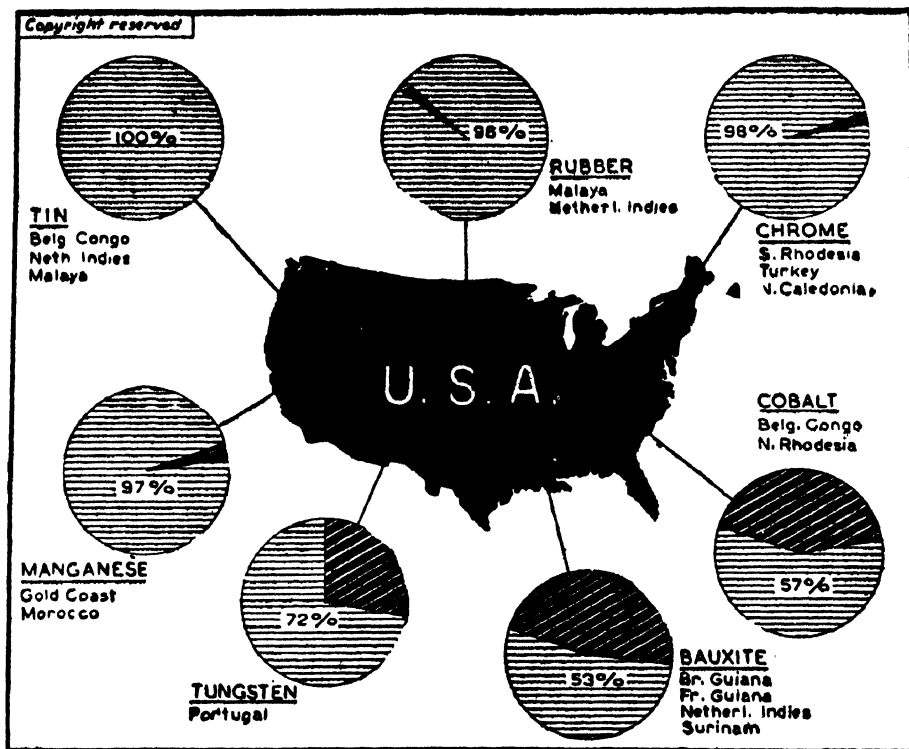 Copyright reserved
100%
TIN
Belg. Congo
Neth. Indies
Malaya
96%
RUBBER
Malaya
Netherl. Indies
98%
CHROME
S. Rhodesia
Turkey
N. Caledonia
U.S.A.
COBALT
Belg. Congo
N. Rhodesia
57%
97%
MANGANESE
Gold Coast
Morocco
72%
TUNGSTEN
Portugal
53%
BAUXITE
Br. Guiana
Fr. Guiana
Netherl. Indies
Surinam